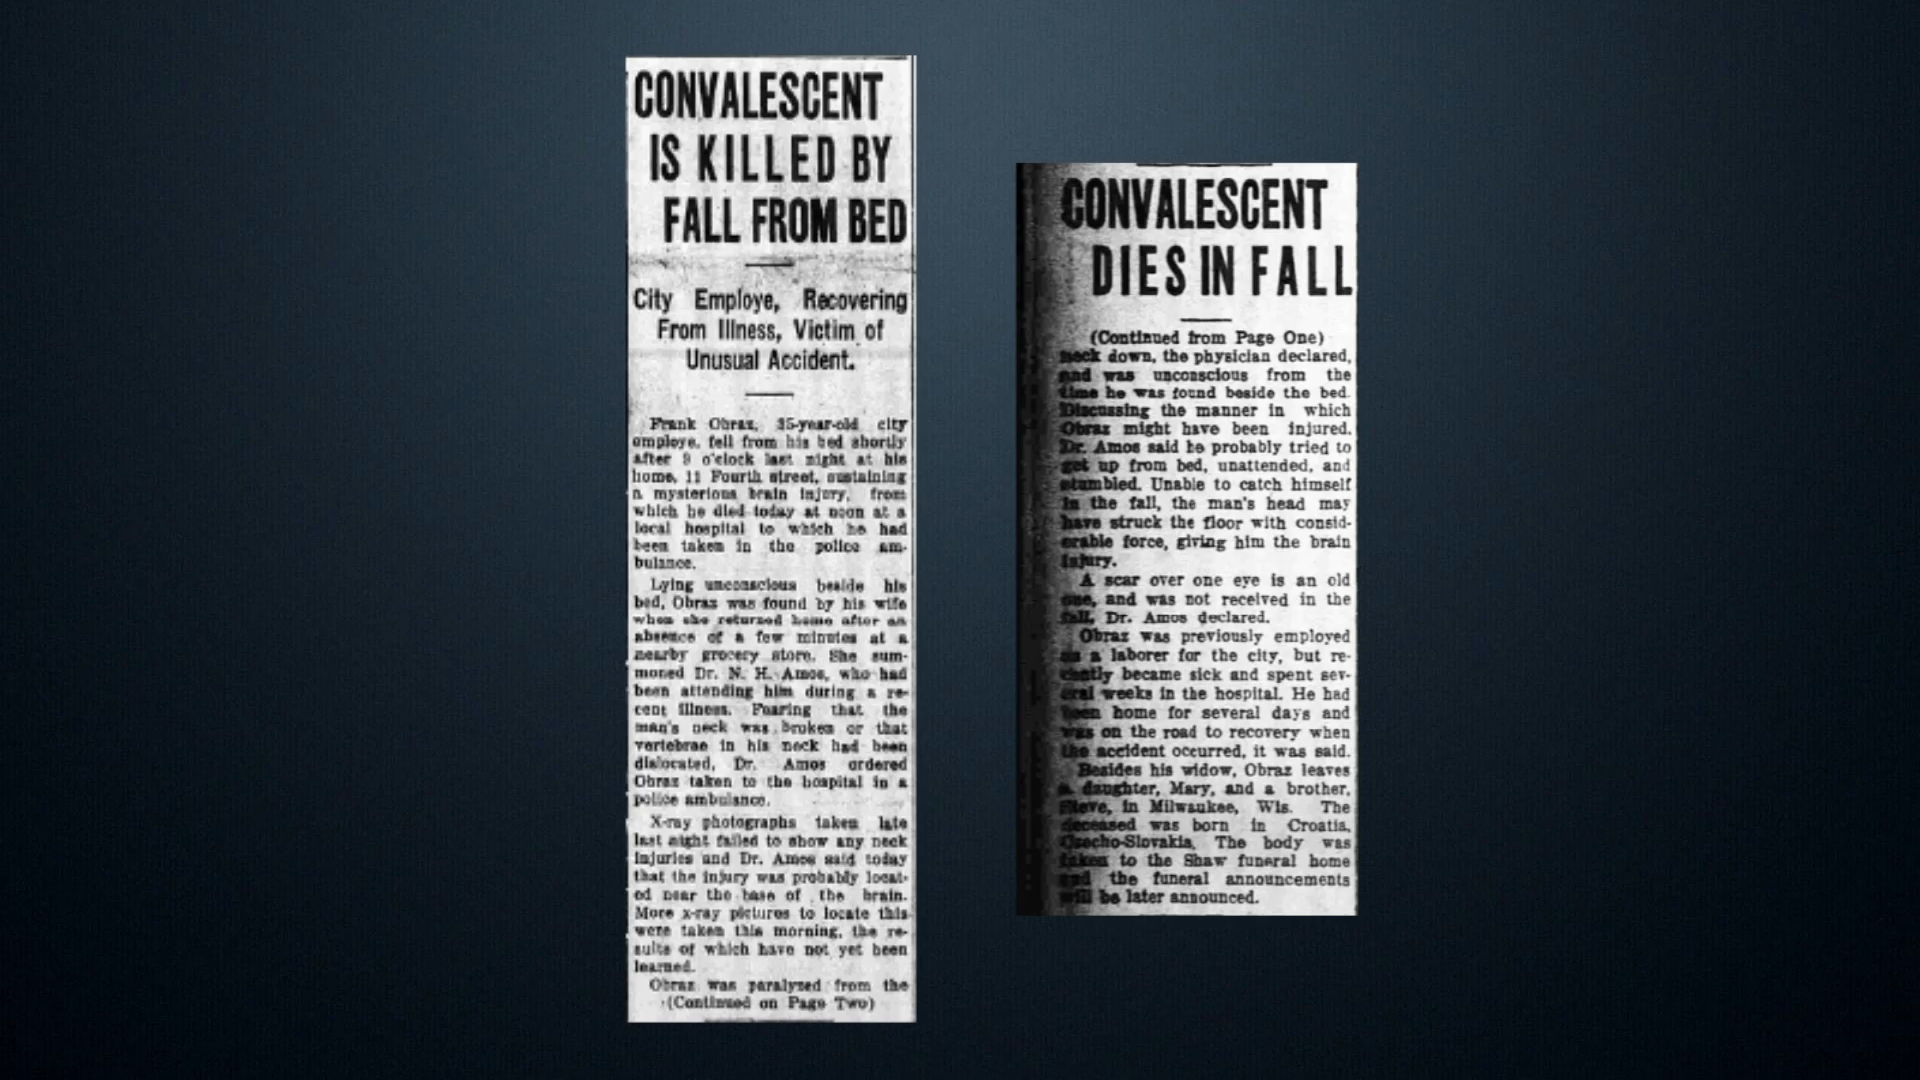 CONVALESCENT
IS KILLED BY
FALL FROM BED
City Employe, Recovering
From Illness, Victim of
Unusual Accident.
Frank Obraz, 35-year-old city
employe, fell from his bed shortly
after 9 o'clock last night at his
home, 11 Fourth street, sustaining
a mysterious brain injury, from
which he died today at noon at a
local hospital to which he had
been taken in the police am-
bulance.
Lying unconscious beside his
bed, Obraz was found by his wife
when she returned home after an
absence of a few minutes at a
nearby grocery store. She sum-
moned Dr. N. H. Amos, who had
been attending him during a re-
cent illness. Fearing that the
man's neck was broken or that
vertebrae in his neck had been
dislocated, Dr. Amos ordered
Obraz taken to the hospital in a
police ambulance.
X-ray photographs taken late
last night failed to show any neck
injuries and Dr. Amos said today
that the injury was probably locat-
ed near the base of the brain.
More x-ray pictures to locate this
were taken this morning, the re-
sults of which have not yet been
learned.
Obraz was paralyzed from the
(Continued on Page Two)
CONVALESCENT
DIES IN FALL
(Continued from Page One)
neck down, the physician declared,
and was unconscious from the
time he was found beside the bed.
Discussing the manner in which
Obraz might have been injured,
Dr. Amos said he probably tried to
get up from bed, unattended, and
stumbled. Unable to catch himself
in the fall, the man's head may
have struck the floor with consid-
erable force, giving him the brain
injury.
A scar over one eye is an old
one, and was not received in the
fall, Dr. Amos declared.
Obraz was previously employed
as a laborer for the city, but re-
cently became sick and spent sev-
eral weeks in the hospital. He had
been home for several days and
was on the road to recovery when
the accident occurred, it was said.
Besides his widow, Obraz leaves
a daughter, Mary, and a brother,
Steve, in Milwaukee, Wis. The
deceased was born in Croatia,
Czecho-Slovakia. The body was
taken to the Shaw funeral home
and the funeral announcements
will be later announced.